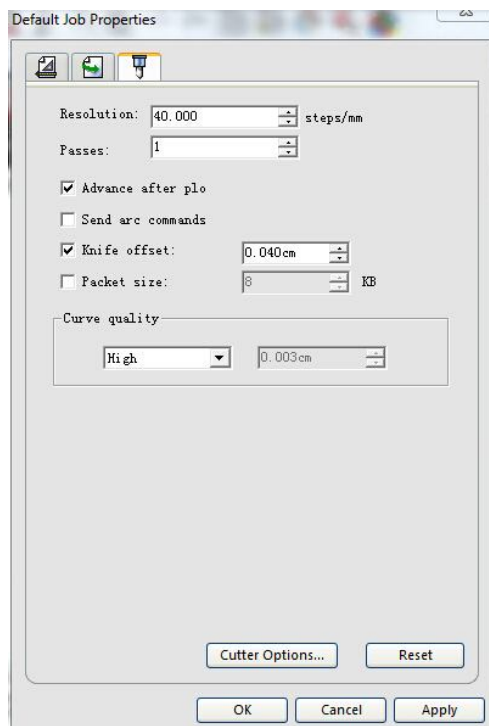 Default Job Properties
Resolution: 40.000 steps/mm
Passes: 1
Advance after plo
Send arc commands
Knife offset: 0.040cm
Packet size: 8 KB
Curve quality
High 0.003cm
Cutter Options... Reset
OK Cancel Apply